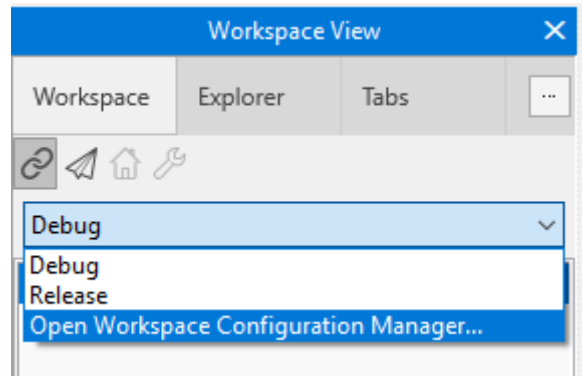 Workspace View
Workspace Explorer Tabs ...
Debug
Debug
Release
Open Workspace Configuration Manager...